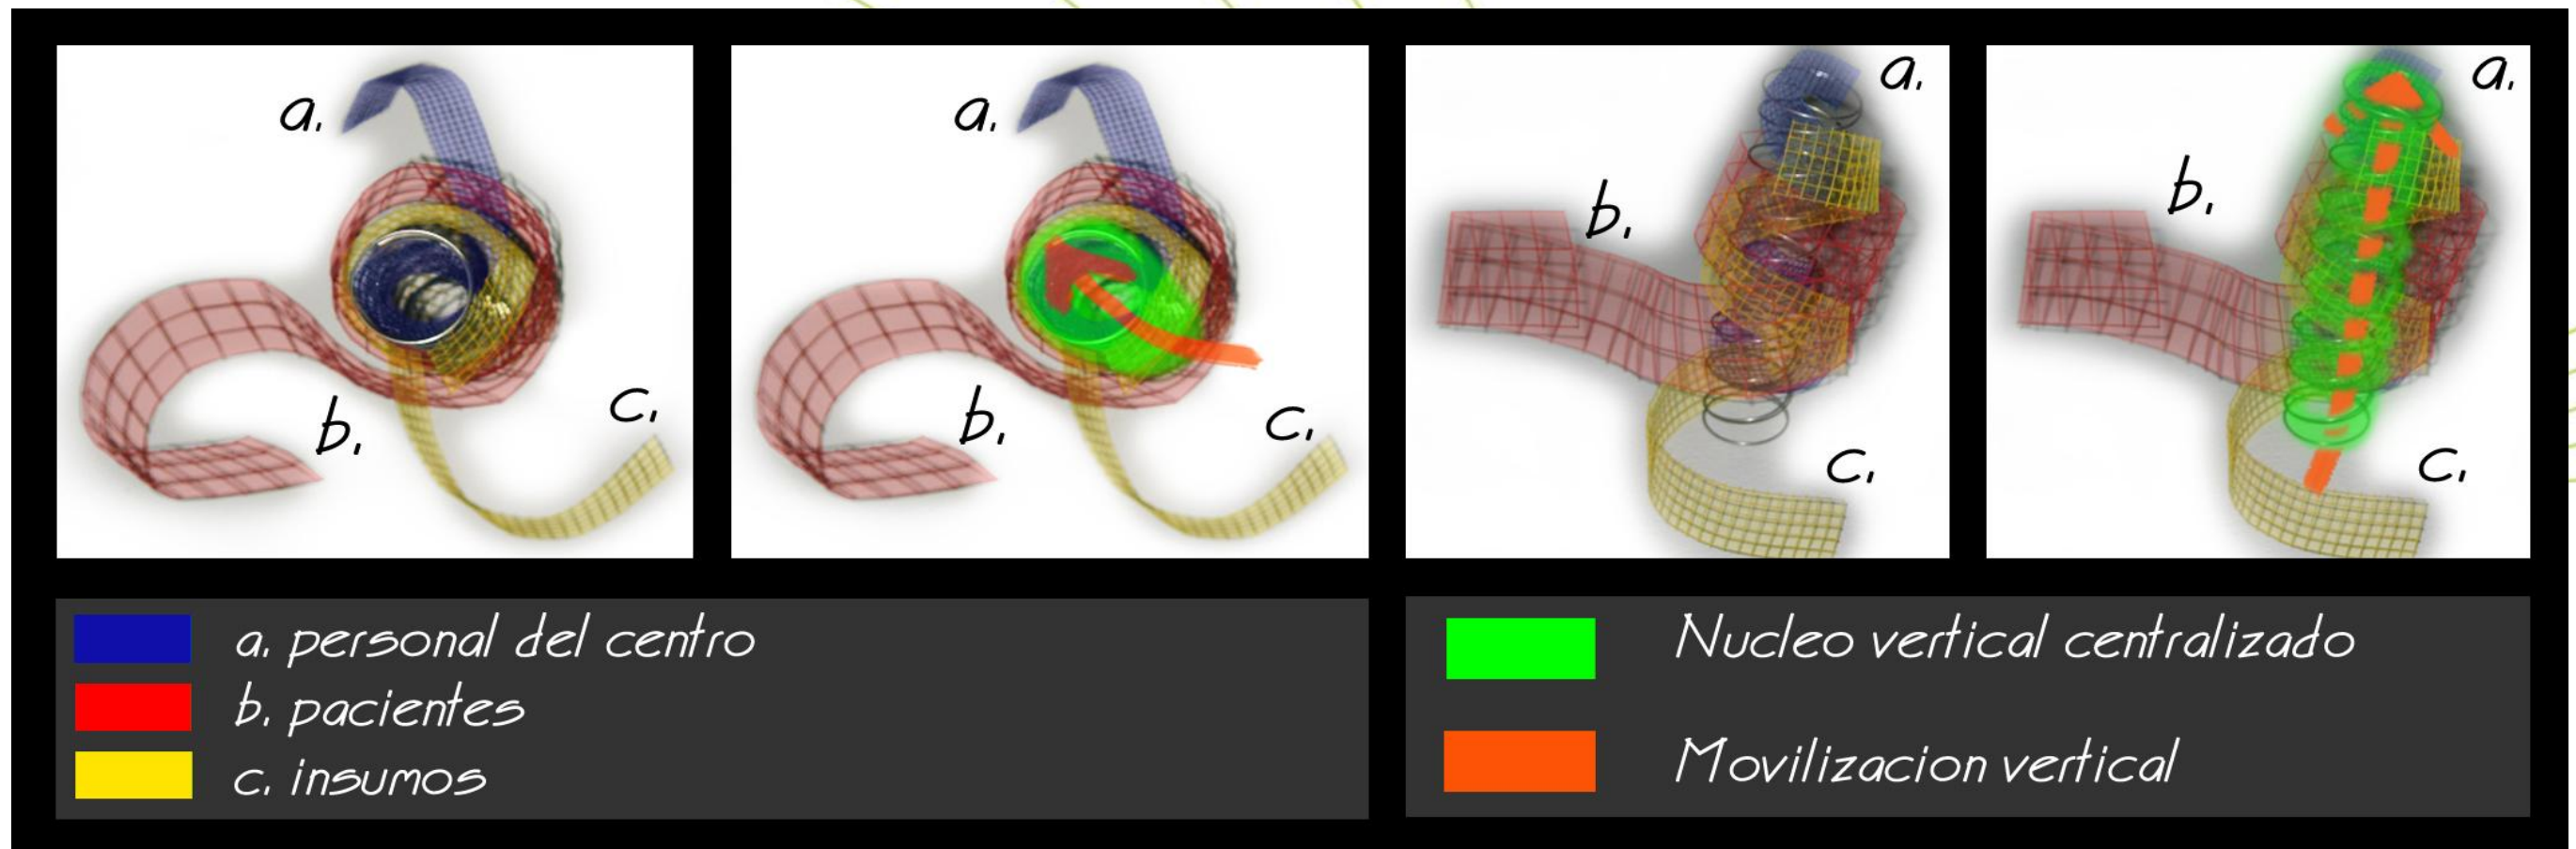 a.
b.
c.
a.
b.
c.
a.
b.
c.
a.
b.
c.
a. personal del centro
b. pacientes
c. insumos
Nucleo vertical centralizado
Movilizacion vertical